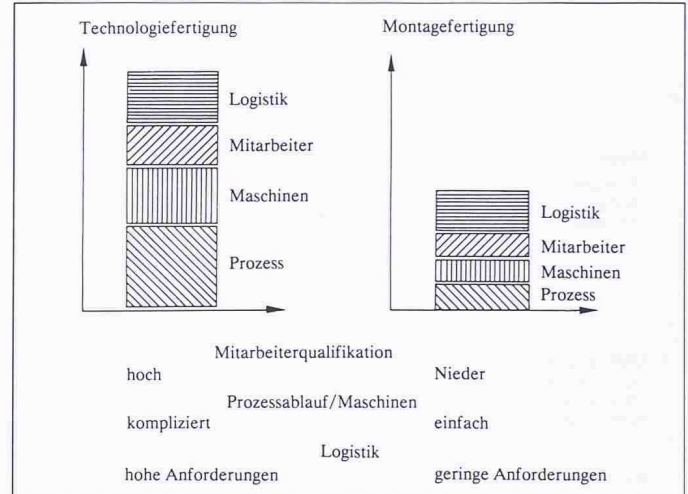 Technologiefertigung
Logistik
Mitarbeiter
Maschinen
Prozess
Montagefertigung
Logistik
Mitarbeiter
Maschinen
Prozess
Mitarbeiterqualifikation
hoch Nieder
Prozessablauf/Maschinen
kompliziert einfach
Logistik
hohe Anforderungen geringe Anforderungen